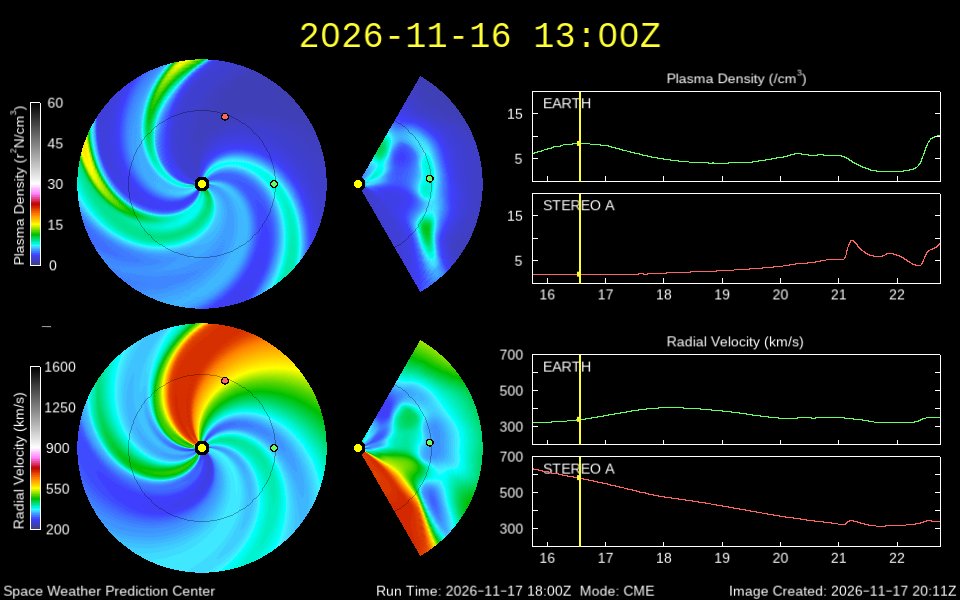 2026-11-16 13:00Z
Plasma Density (r²N/cm³)
60
45
30
15
0
Plasma Density (/cm³)
EARTH
15
5
STEREO A
15
5
16 17 18 19 20 21 22
Radial Velocity (km/s)
1600
1250
900
550
200
Radial Velocity (km/s)
EARTH
700
500
300
STEREO A
700
500
300
16 17 18 19 20 21 22
Space Weather Prediction Center
Run Time: 2026-11-17 18:00Z Mode: CME
Image Created: 2026-11-17 20:11Z